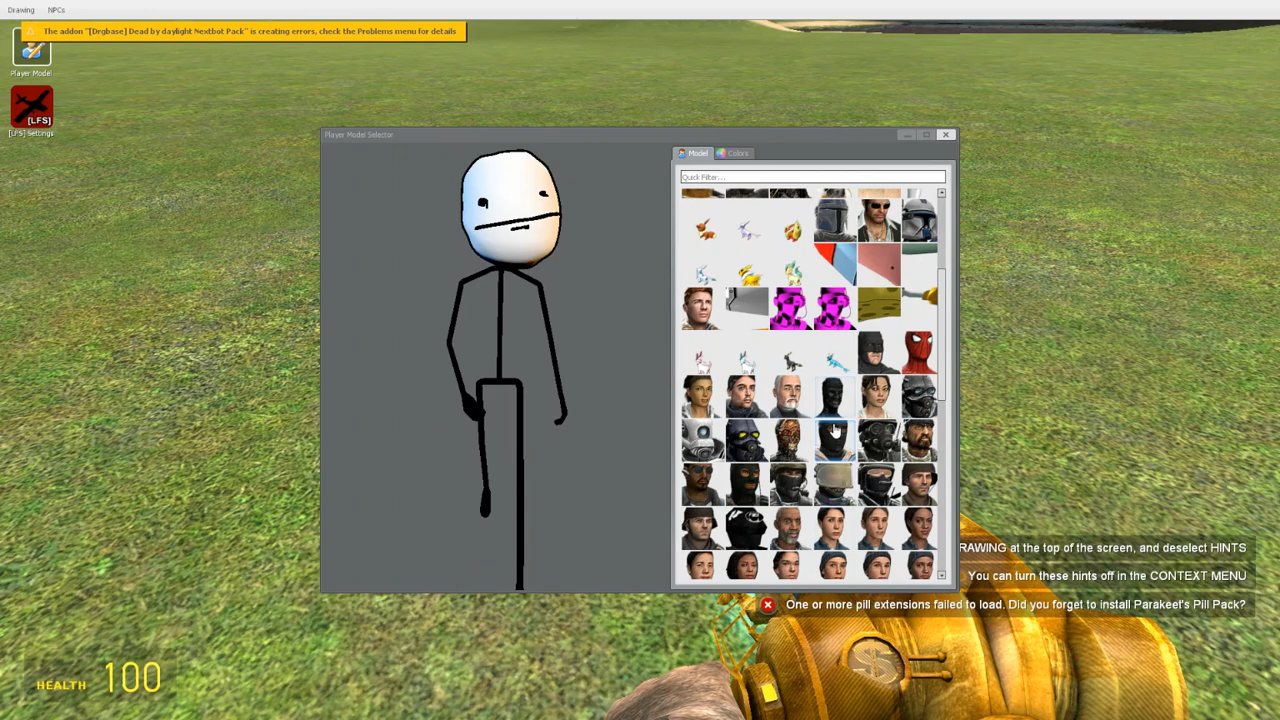 Drawing NPCs
The addon "[Drgbase] Dead by daylight Nextbot Pack" is creating errors, check the Problems menu for details
Player Model
[LFS]
[LFS] Settings
Player Model Selector
Model Colors
Quick Filter...
RAWING at the top of the screen, and deselect HINTS
You can turn these hints off in the CONTEXT MENU
One or more pill extensions failed to load. Did you forget to install Parakeet's Pill Pack?
$
HEALTH 100